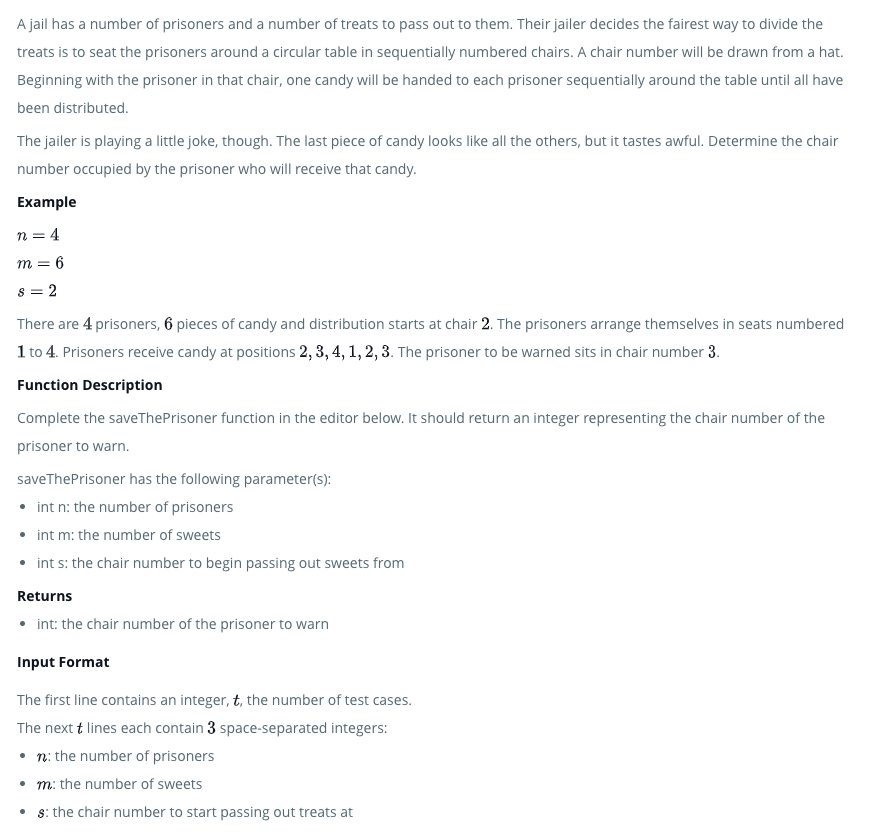 A jail has a number of prisoners and a number of treats to pass out to them. Their jailer decides the fairest way to divide the
treats is to seat the prisoners around a circular table in sequentially numbered chairs. A chair number will be drawn from a hat.
Beginning with the prisoner in that chair, one candy will be handed to each prisoner sequentially around the table until all have
been distributed.
The jailer is playing a little joke, though. The last piece of candy looks like all the others, but it tastes awful. Determine the chair
number occupied by the prisoner who will receive that candy.
Example
n = 4
m = 6
s = 2
There are 4 prisoners, 6 pieces of candy and distribution starts at chair 2. The prisoners arrange themselves in seats numbered
1 to 4. Prisoners receive candy at positions 2, 3, 4, 1, 2, 3. The prisoner to be warned sits in chair number 3.
Function Description
Complete the saveThePrisoner function in the editor below. It should return an integer representing the chair number of the
prisoner to warn.
saveThePrisoner has the following parameter(s):
• int n: the number of prisoners
• int m: the number of sweets
• int s: the chair number to begin passing out sweets from
Returns
• int: the chair number of the prisoner to warn
Input Format
The first line contains an integer, t, the number of test cases.
The next t lines each contain 3 space-separated integers:
• n: the number of prisoners
• m: the number of sweets
• s: the chair number to start passing out treats at